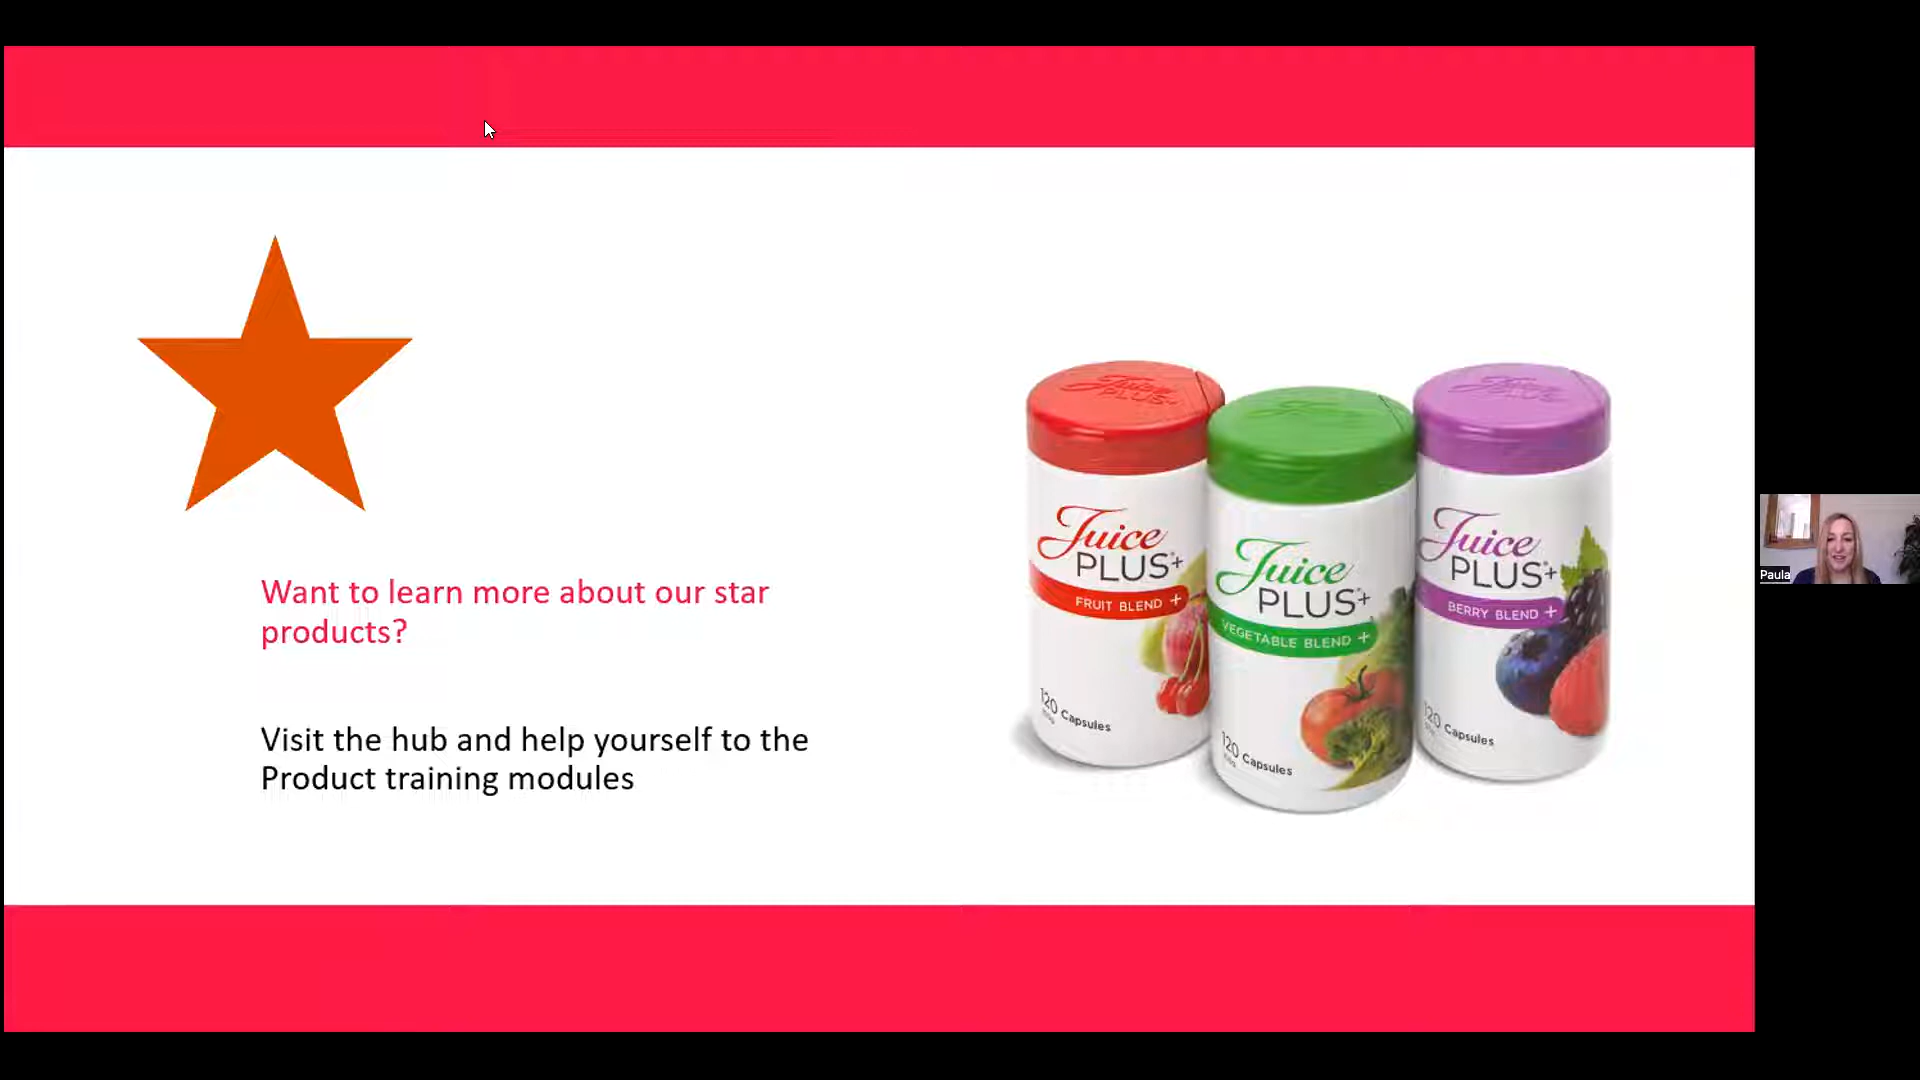 Want to learn more about our star
products?
Visit the hub and help yourself to the
Product training modules
Juice
PLUS+
FRUIT BLEND +
120 Capsules
Juice
PLUS+
VEGETABLE BLEND +
120 Capsules
Juice
PLUS+
BERRY BLEND +
120 Capsules
Paula